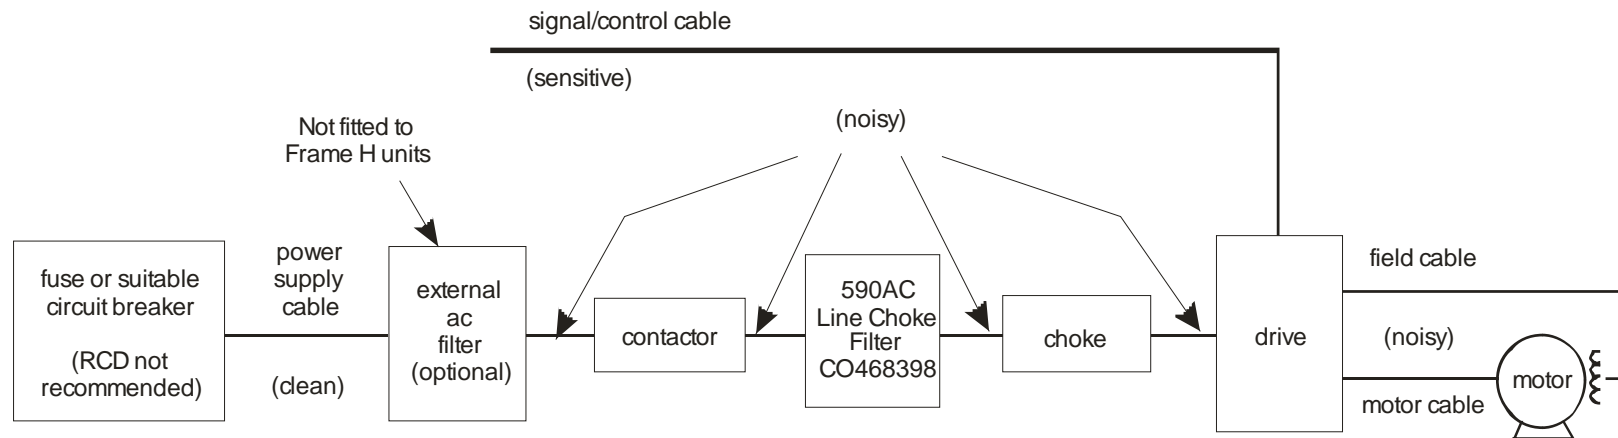 signal/control cable
(sensitive)
(noisy)
Not fitted to
Frame H units
fuse or suitable
circuit breaker
(RCD not
recommended)
power
supply
cable
(clean)
external
ac
filter
(optional)
contactor
590AC
Line Choke
Filter
CO468398
choke
drive
field cable
(noisy)
motor cable
motor